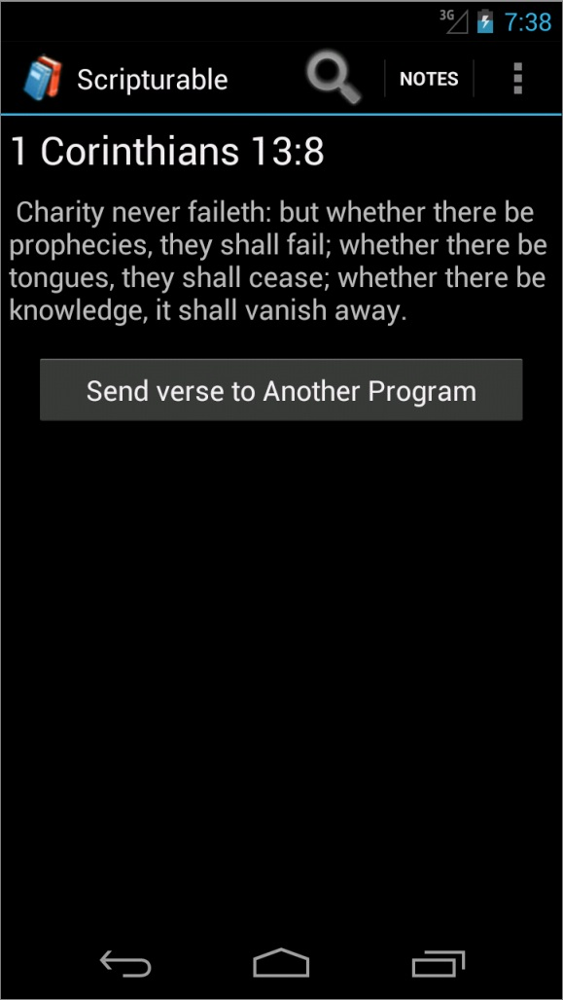 3G 7:38
Scripturable NOTES
1 Corinthians 13:8
Charity never faileth: but whether there be
prophecies, they shall fail; whether there be
tongues, they shall cease; whether there be
knowledge, it shall vanish away.
Send verse to Another Program